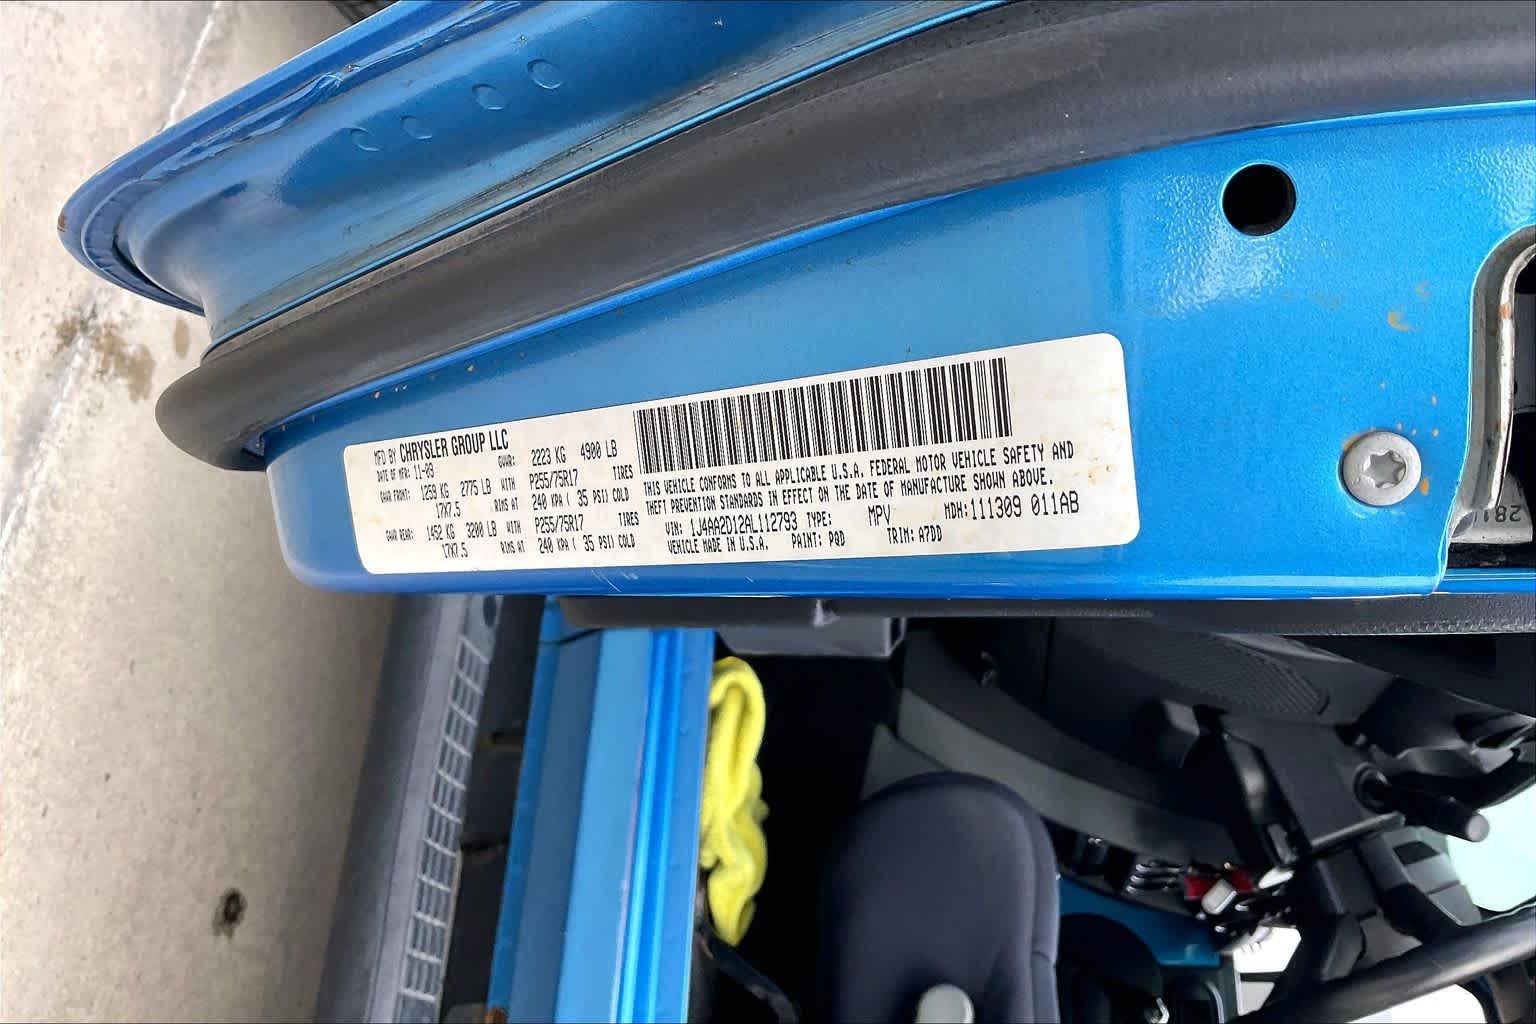 MFD BY CHRYSLER GROUP LLC
DATE OF MFR: 11-09 GVWR: 2223 KG 4900 LB
GAWR FRONT: 1259 KG 2775 LB WITH P255/75R17 TIRES
17X7.5 RIMS AT 240 KPA ( 35 PSI) COLD
GAWR REAR: 1452 KG 3200 LB WITH P255/75R17 TIRES
17X7.5 RIMS AT 240 KPA ( 35 PSI) COLD
THIS VEHICLE CONFORMS TO ALL APPLICABLE U.S.A. FEDERAL MOTOR VEHICLE SAFETY AND
THEFT PREVENTION STANDARDS IN EFFECT ON THE DATE OF MANUFACTURE SHOWN ABOVE.
VIN: 1J4AA2D12AL112793 TYPE: MPV MDH:111309 011AB
VEHICLE MADE IN U.S.A. PAINT: PQD TRIM: A7DD